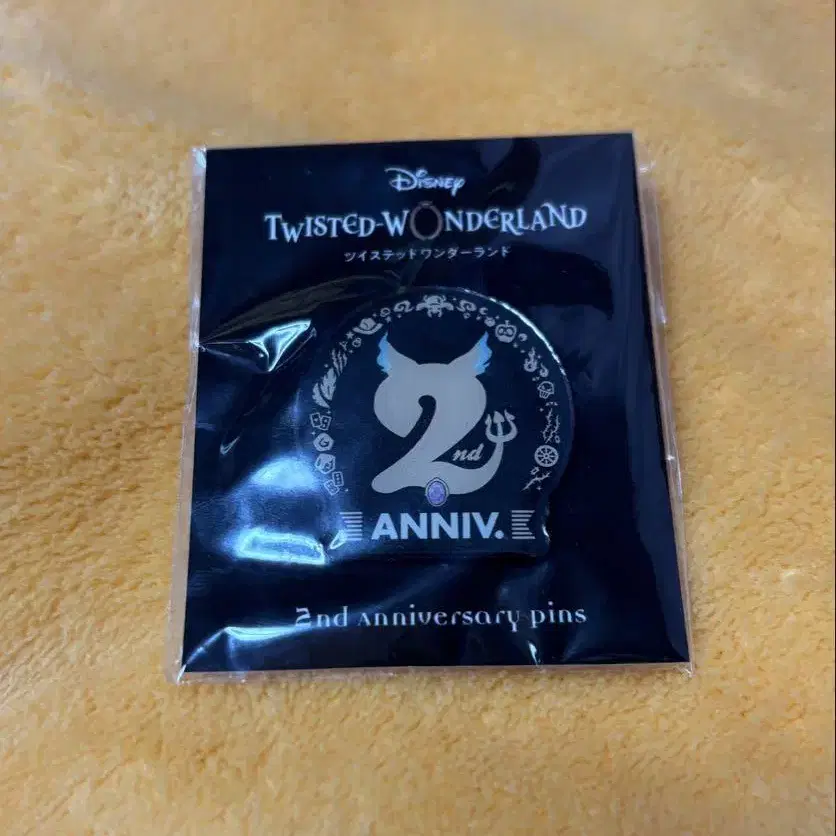 Disney
TWISTED-WONDERLAND
ツイステッドワンダーランド
2nd
ANNIV.
2nd Anniversary pins